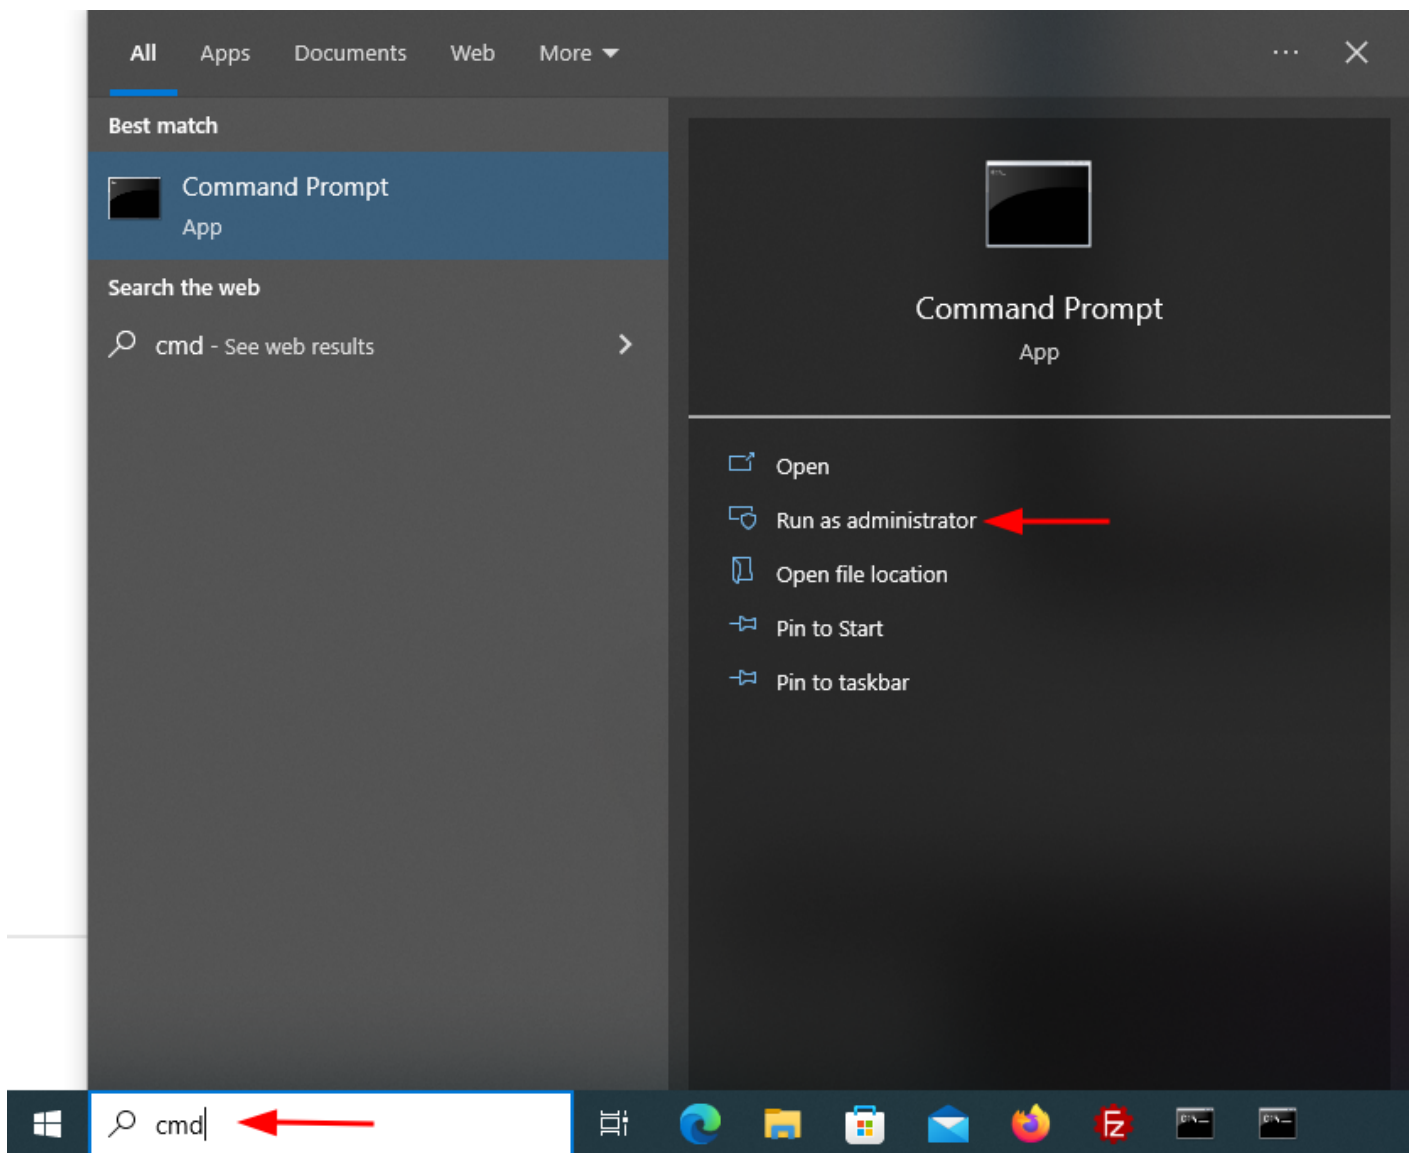 All Apps Documents Web More
Best match
Command Prompt
App
Search the web
cmd - See web results
Command Prompt
App
Open
Run as administrator
Open file location
Pin to Start
Pin to taskbar
cmd